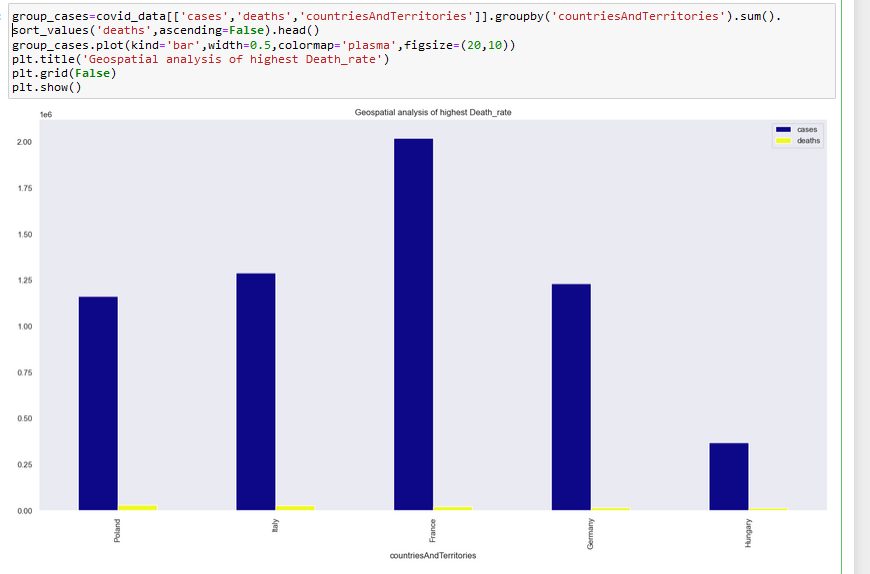 group_cases=covid_data[['cases','deaths','countriesAndTerritories']].groupby('countriesAndTerritories').sum().
sort_values('deaths',ascending=False).head()
group_cases.plot(kind='bar',width=0.5,colormap='plasma',figsize=(20,10))
plt.title('Geospatial analysis of highest Death_rate')
plt.grid(False)
plt.show()
1e6
Geospatial analysis of highest Death_rate
cases
deaths
2.00
1.75
1.50
1.25
1.00
0.75
0.50
0.25
0.00
Poland
Italy
France
Germany
Hungary
countriesAndTerritories